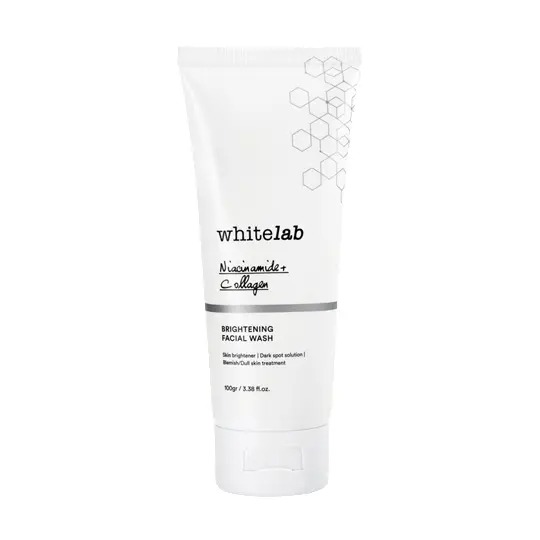 whitelab
Niacinamide +
Collagen
BRIGHTENING
FACIAL WASH
Skin brightener | Dark spot solution |
Blemish/Dull skin treatment
100gr / 3.38 fl.oz.